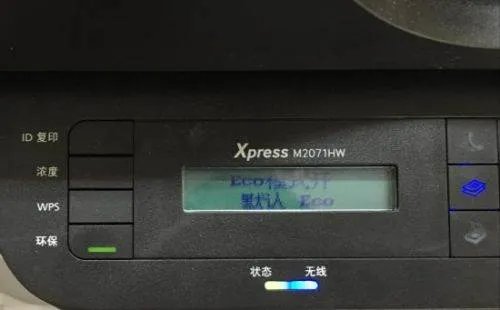 Xpress M2071HW
ID 复印
浓度
WPS
环保
Eco模式开
默认 Eco
状态 无线